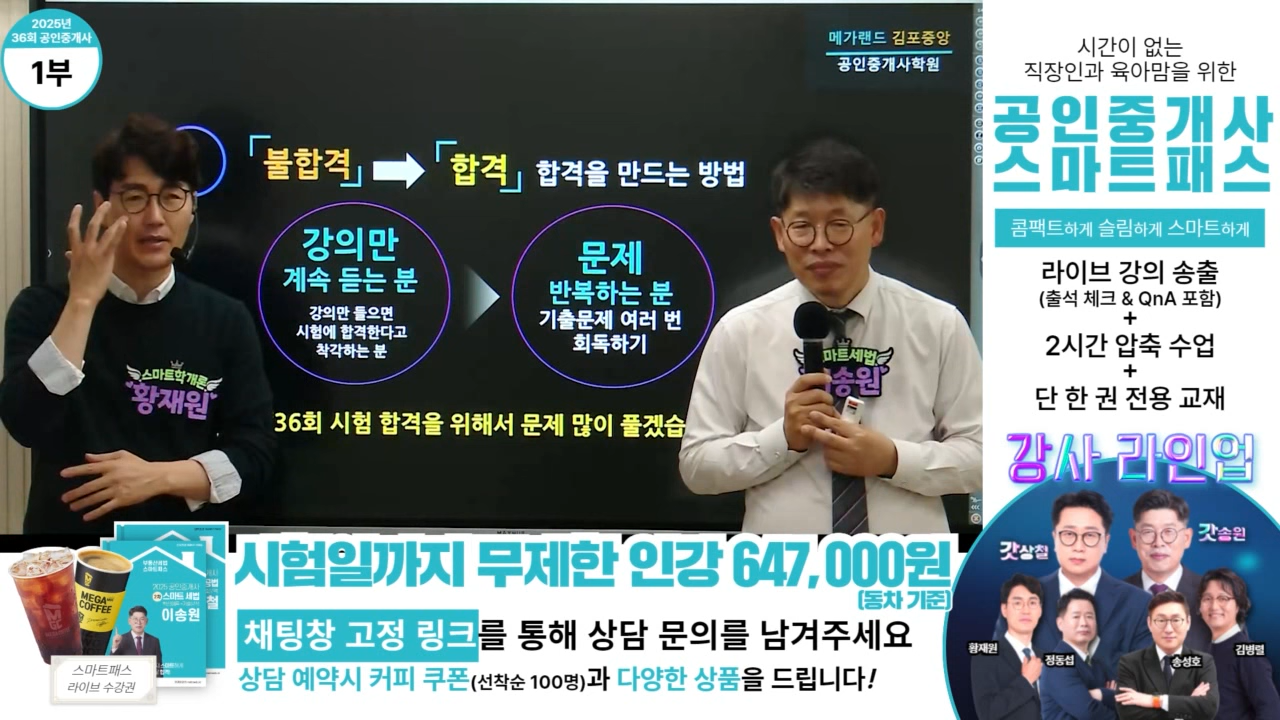 2025년
36회 공인중개사
1부
메가랜드 김포중앙
공인중개사학원
「불합격」 「합격」 합격을 만드는 방법
강의만
계속 듣는 분
강의만 들으면
시험에 합격한다고
착각하는 분
문제
반복하는 분
기출문제 여러 번
회독하기
스마트학개론
황재원
스마트세법
송원
36회 시험 합격을 위해서 문제 많이 풀겠습
시간이 없는
직장인과 육아맘을 위한
공인중개사
스마트패스
콤팩트하게 슬림하게 스마트하게
라이브 강의 송출
(출석 체크 & QnA 포함)
+
2시간 압축 수업
+
단 한 권 전용 교재
강사 라인업
갓상철
갓송원
황재원
정동섭
송성호
김병렬
MEGA
COFFEE
스마트 세법
이송원
스마트패스
라이브 수강권
시험일까지 무제한 인강 647,000원
(동차 기준)
채팅창 고정 링크를 통해 상담 문의를 남겨주세요
상담 예약시 커피 쿠폰(선착순 100명)과 다양한 상품을 드립니다!